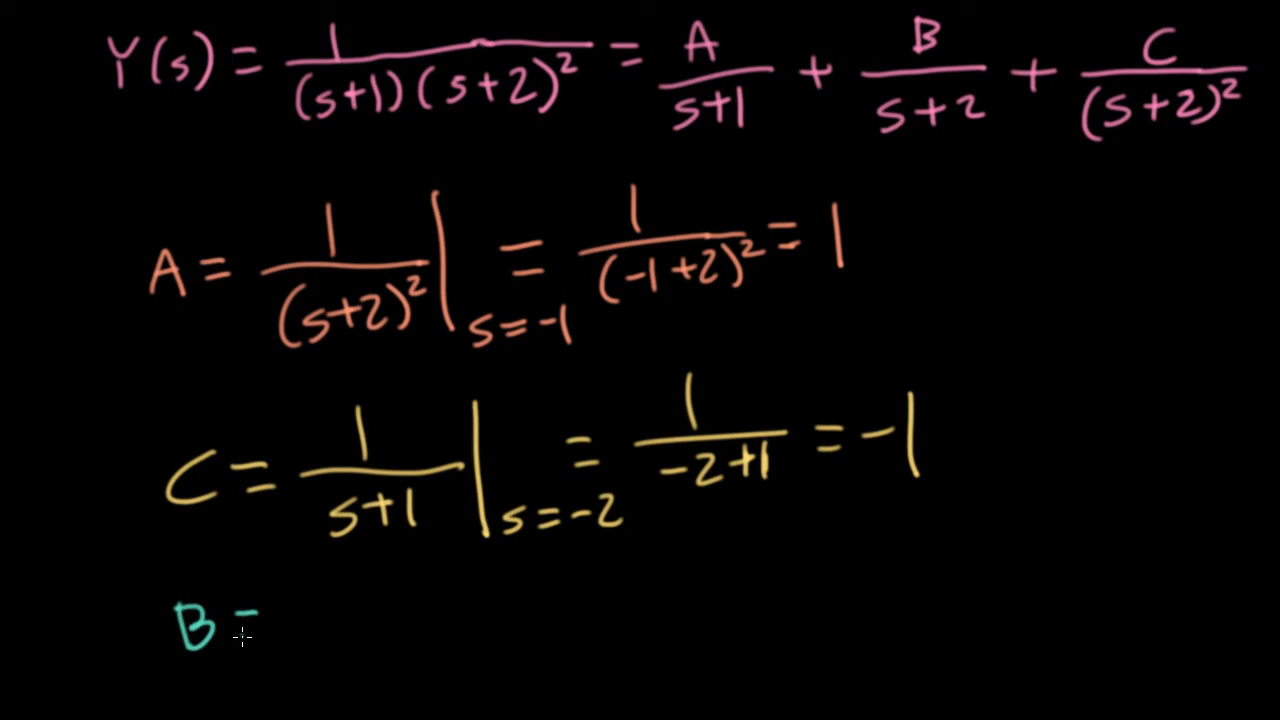 Y(s) = 1/((s+1)(s+2)²) = A/(s+1) + B/(s+2) + C/(s+2)²
A = 1/(s+2)² |s=-1 = 1/(-1+2)² = 1
C = 1/(s+1) |s=-2 = 1/(-2+1) = -1
B -